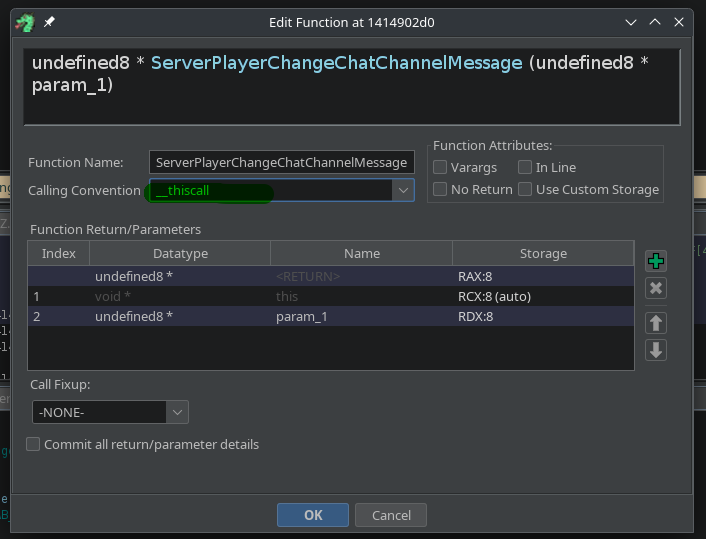 Edit Function at 1414902d0
undefined8 * ServerPlayerChangeChatChannelMessage (undefined8 *
param_1)
Function Name: ServerPlayerChangeChatChannelMessage
Calling Convention __thiscall
Function Attributes:
Varargs In Line
No Return Use Custom Storage
Function Return/Parameters
Index Datatype Name Storage
undefined8 * <RETURN> RAX:8
1 void * this RCX:8 (auto)
2 undefined8 * param_1 RDX:8
Call Fixup:
-NONE-
Commit all return/parameter details
OK Cancel